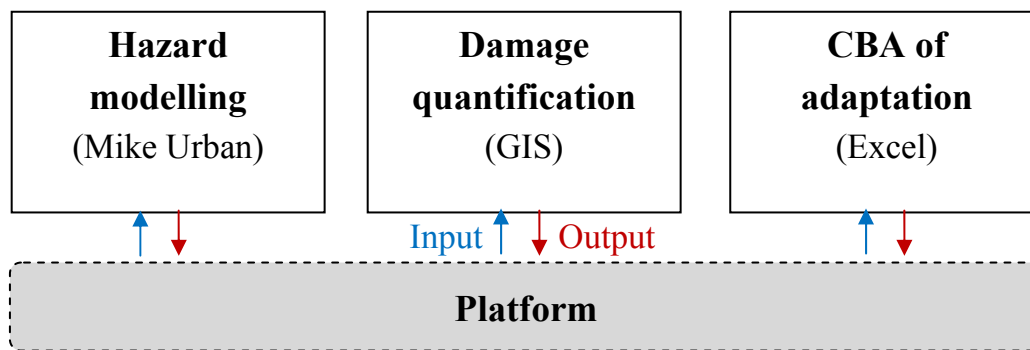 Hazard
modelling
(Mike Urban)
Damage
quantification
(GIS)
CBA of
adaptation
(Excel)
Input
Output
Platform